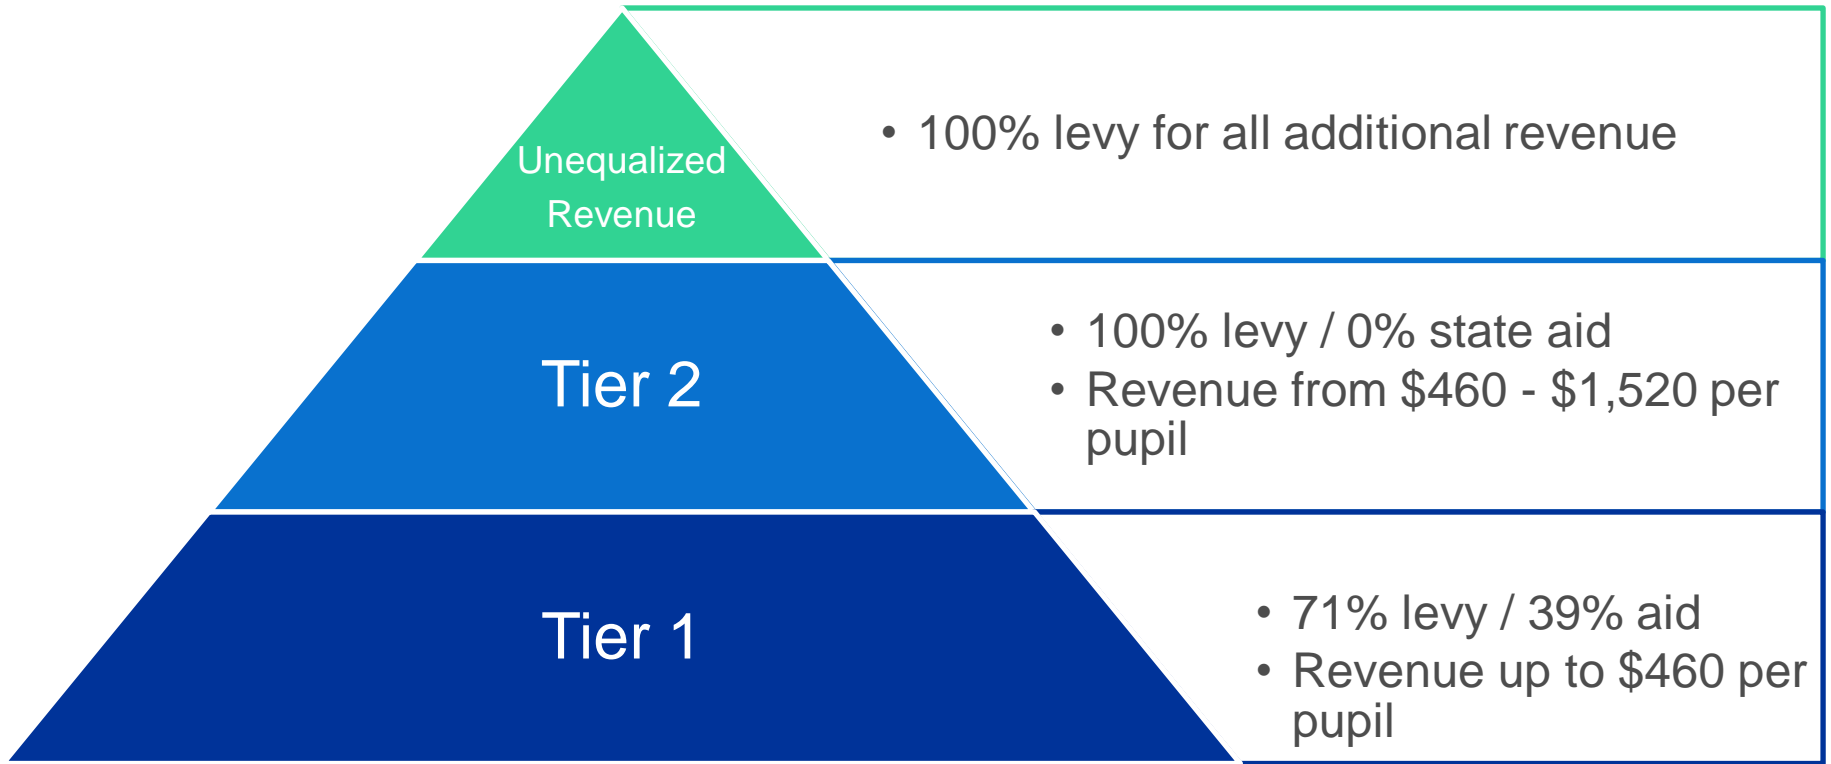 Unequalized
Revenue
• 100% levy for all additional revenue
Tier 2
• 100% levy / 0% state aid
• Revenue from $460 - $1,520 per
pupil
Tier 1
• 71% levy / 39% aid
• Revenue up to $460 per
pupil